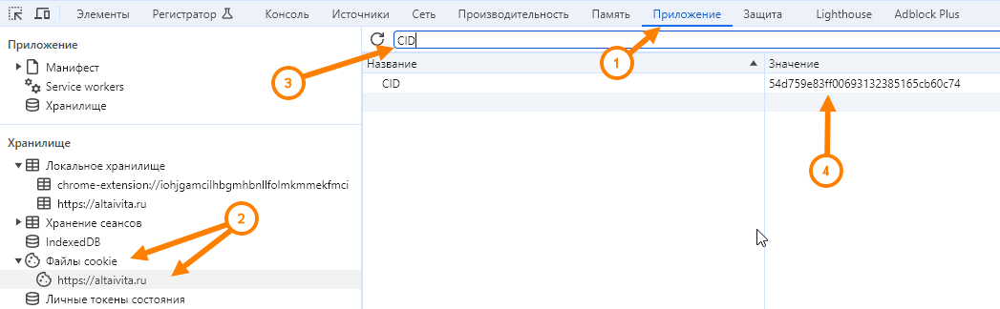 Элементы Регистратор Консоль Источники Сеть Производительность Память Приложение Защита Lighthouse Adblock Plus
Приложение
Манифест
Service workers
Хранилище
Хранилище
Локальное хранилище
chrome-extension://iohjgamcilhbgmhbnllfolmkmmekfmci
https://altaivita.ru
Хранение сеансов
IndexedDB
Файлы cookie
https://altaivita.ru
Личные токены состояния
CID
Название Значение
CID 54d759e83ff00693132385165cb60c74
1
3
4
2